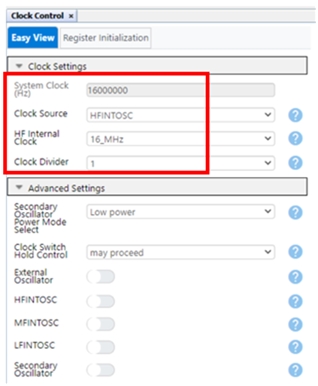 Clock Control ×
Easy View Register Initialization
Clock Settings
System Clock
(Hz)
16000000
Clock Source HFINTOSC ?
HF Internal
Clock
16_MHz ?
Clock Divider 1 ?
Advanced Settings
Secondary
Oscillator
Power Mode
Select
Low power ?
Clock Switch
Hold Control
may proceed ?
External
Oscillator
?
HFINTOSC ?
MFINTOSC ?
LFINTOSC ?
Secondary
Oscillator
?